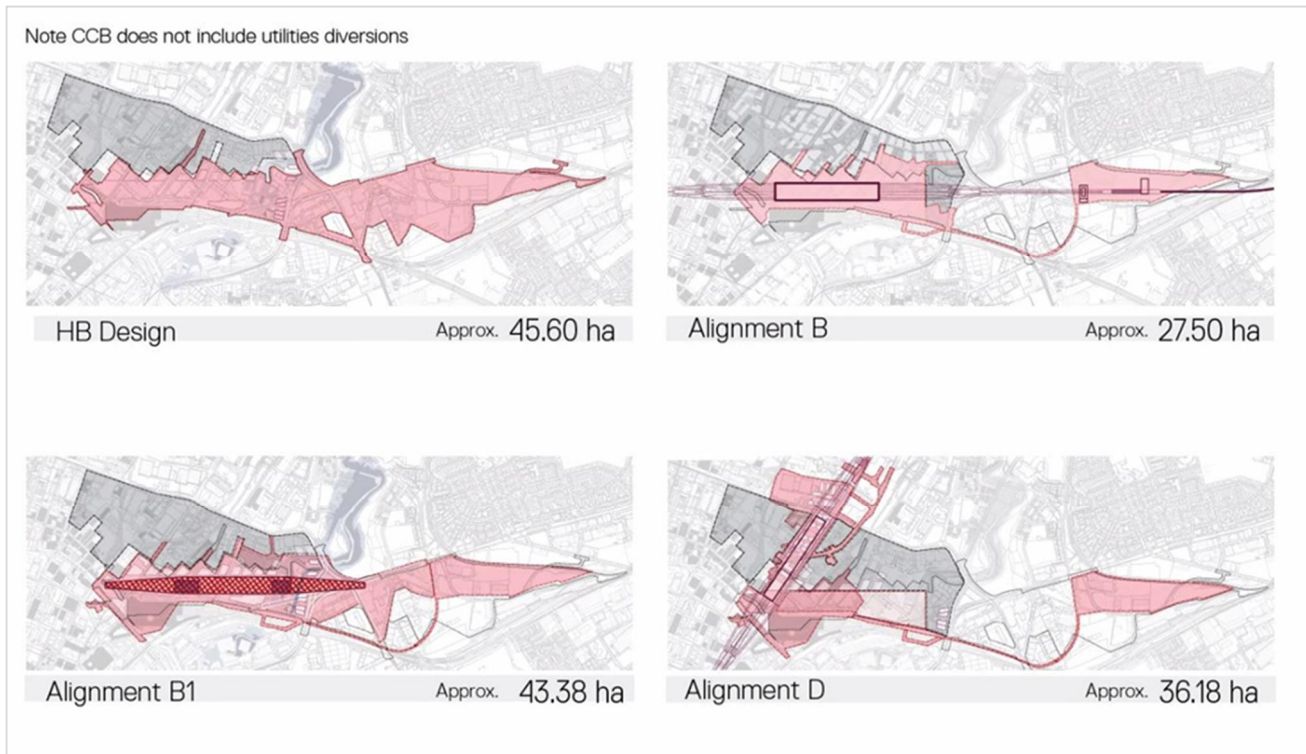 Note CCB does not include utilities diversions
HB Design Approx. 45.60 ha
Alignment B Approx. 27.50 ha
Alignment B1 Approx. 43.38 ha
Alignment D Approx. 36.18 ha